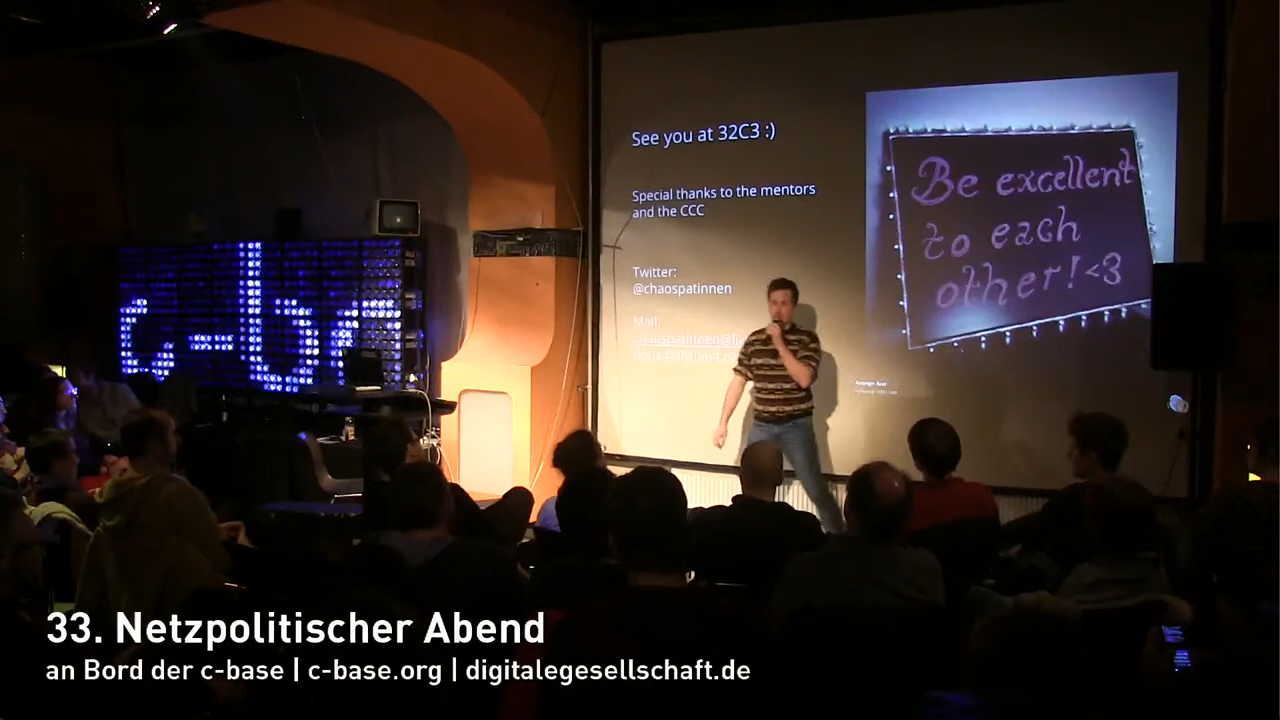 See you at 32C3 :)
Special thanks to the mentors
and the CCC
Twitter:
@chaospatinnen
Mail:
Be excellent
to each
other! <3
c-ba
33. Netzpolitischer Abend
an Bord der c-base | c-base.org | digitalegesellschaft.de